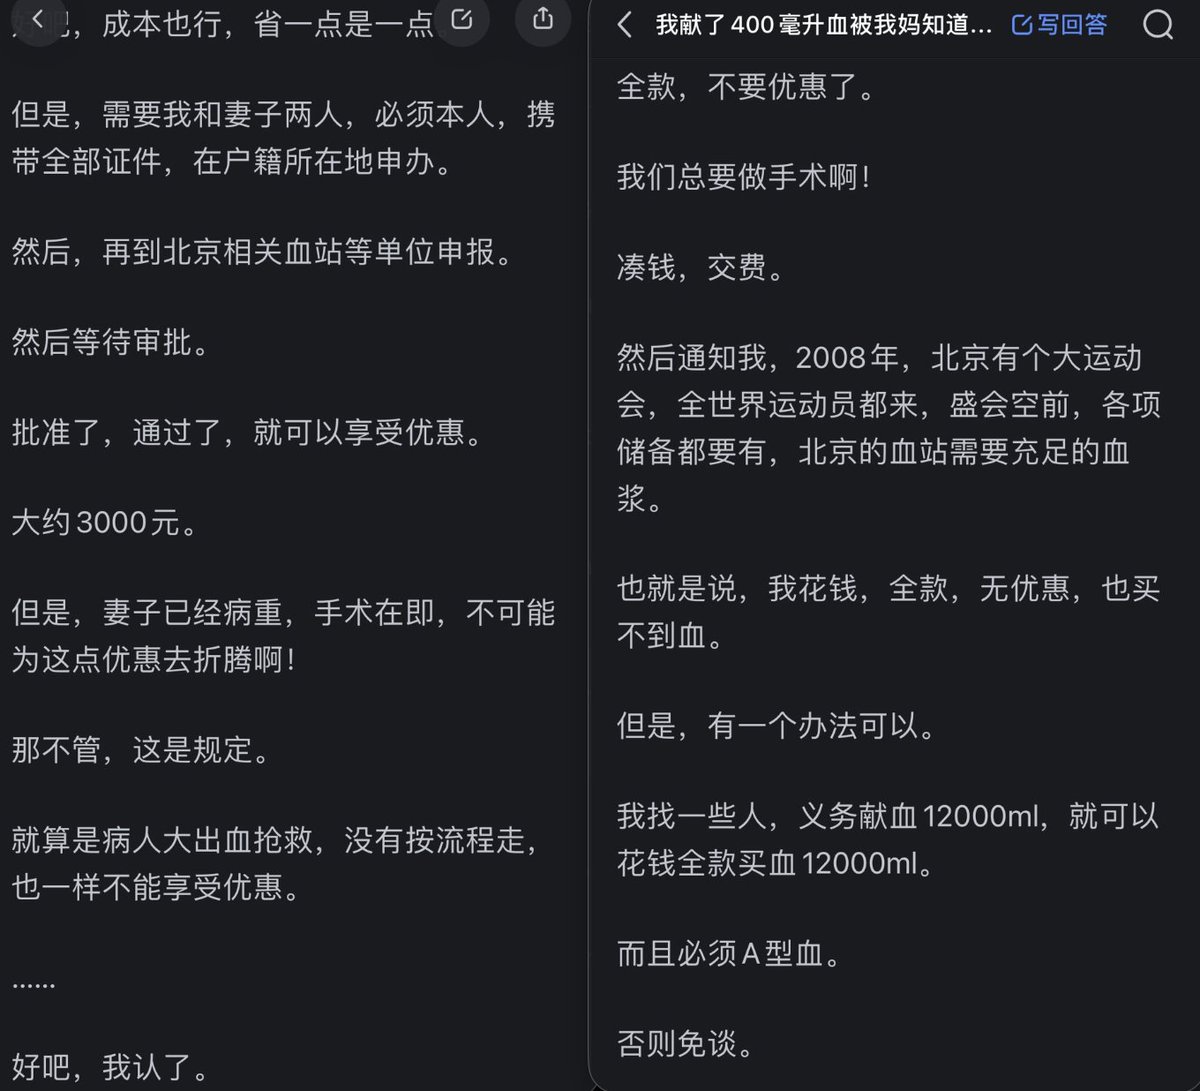 好吧，成本也行，省一点是一点。
但是，需要我和妻子两人，必须本人，携
带全部证件，在户籍所在地申办。
然后，再到北京相关血站等单位申报。
然后等待审批。
批准了，通过了，就可以享受优惠。
大约3000元。
但是，妻子已经病重，手术在即，不可能
为这点优惠去折腾啊！
那不管，这是规定。
就算是病人大出血抢救，没有按流程走，
也一样不能享受优惠。
......
好吧，我认了。
我献了400毫升血被我妈知道... 写回答
全款，不要优惠了。
我们总要做手术啊！
凑钱，交费。
然后通知我，2008年，北京有个大运动
会，全世界运动员都来，盛会空前，各项
储备都要有，北京的血站需要充足的血
浆。
也就是说，我花钱，全款，无优惠，也买
不到血。
但是，有一个办法可以。
我找一些人，义务献血12000ml，就可以
花钱全款买血12000ml。
而且必须A型血。
否则免谈。